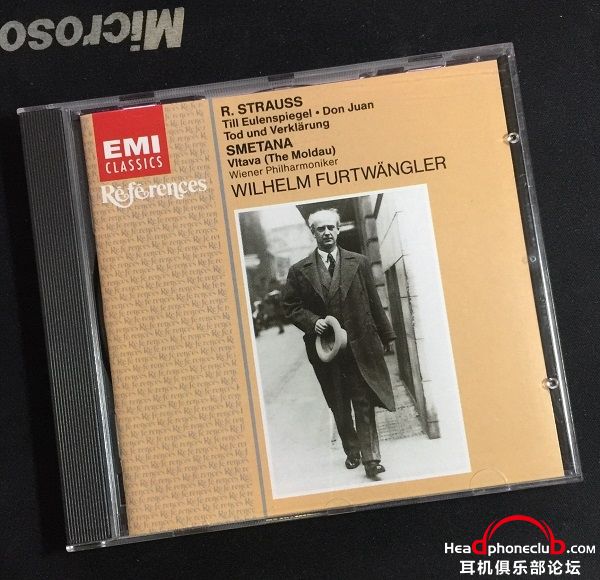 Microso
R. STRAUSS
Till Eulenspiegel · Don Juan
Tod und Verklärung
SMETANA
Vltava (The Moldau)
Wiener Philharmoniker
WILHELM FURTWÄNGLER
EMI
CLASSICS
Références
Headphoneclub.com
耳机俱乐部论坛